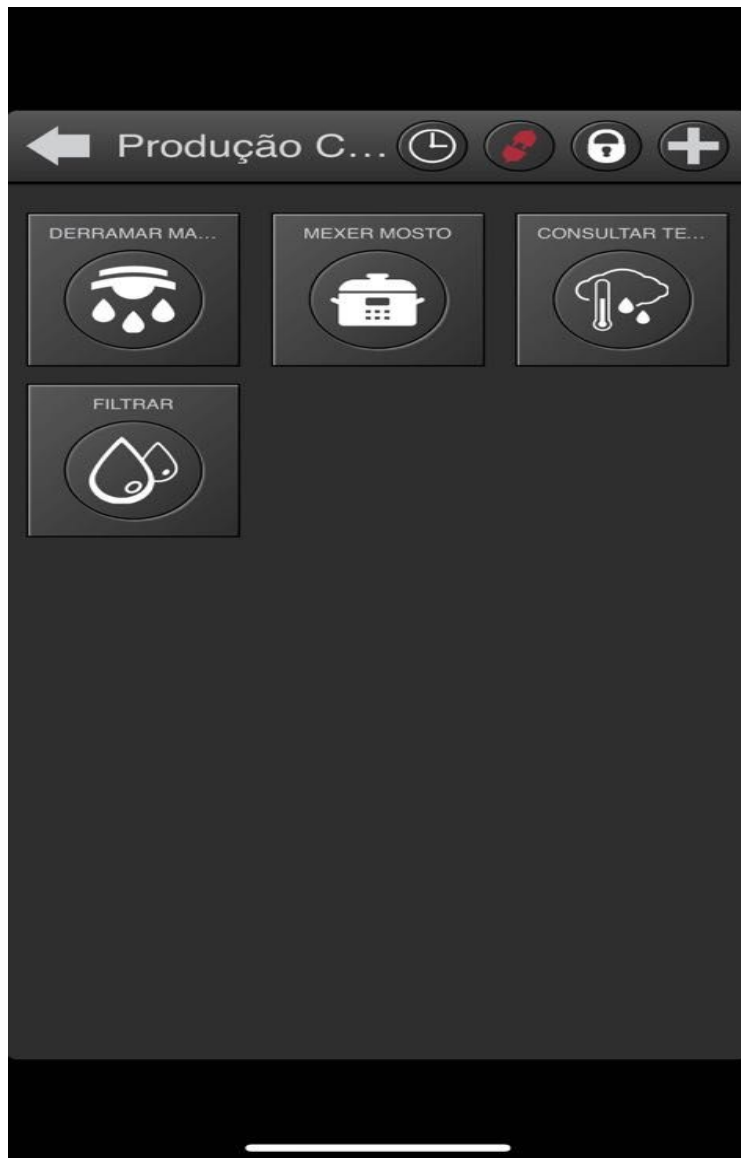 Produção C...
DERRAMAR MA...
MEXER MOSTO
CONSULTAR TE...
FILTRAR